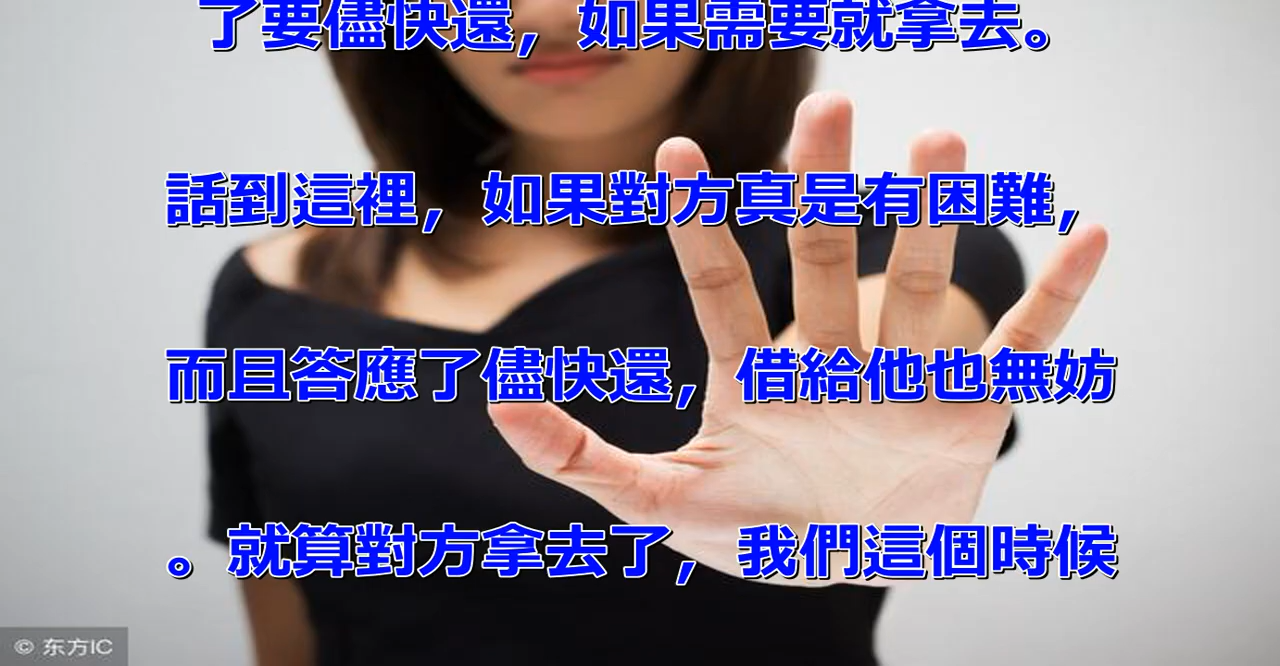 了要儘快還，如果需要就拿去。
話到這裡，如果對方真是有困難，
而且答應了儘快還，借給他也無妨
。就算對方拿去了，我們這個時候
© 东方IC